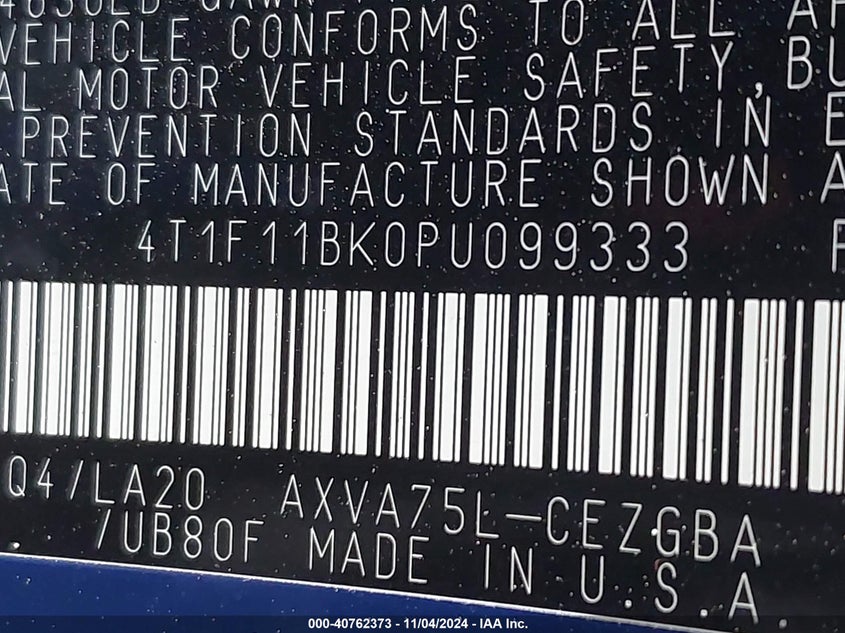 VEHICLE CONFORMS TO ALL
AL MOTOR VEHICLE SAFETY, BU
PREVENTION STANDARDS IN E
ATE OF MANUFACTURE SHOWN A
4T1F11BK0PU099333
Q4/LA20 AXVA75L-CEZGBA
/UB80F MADE IN U.S.A.
000-40762373 - 11/04/2024 - IAA Inc.